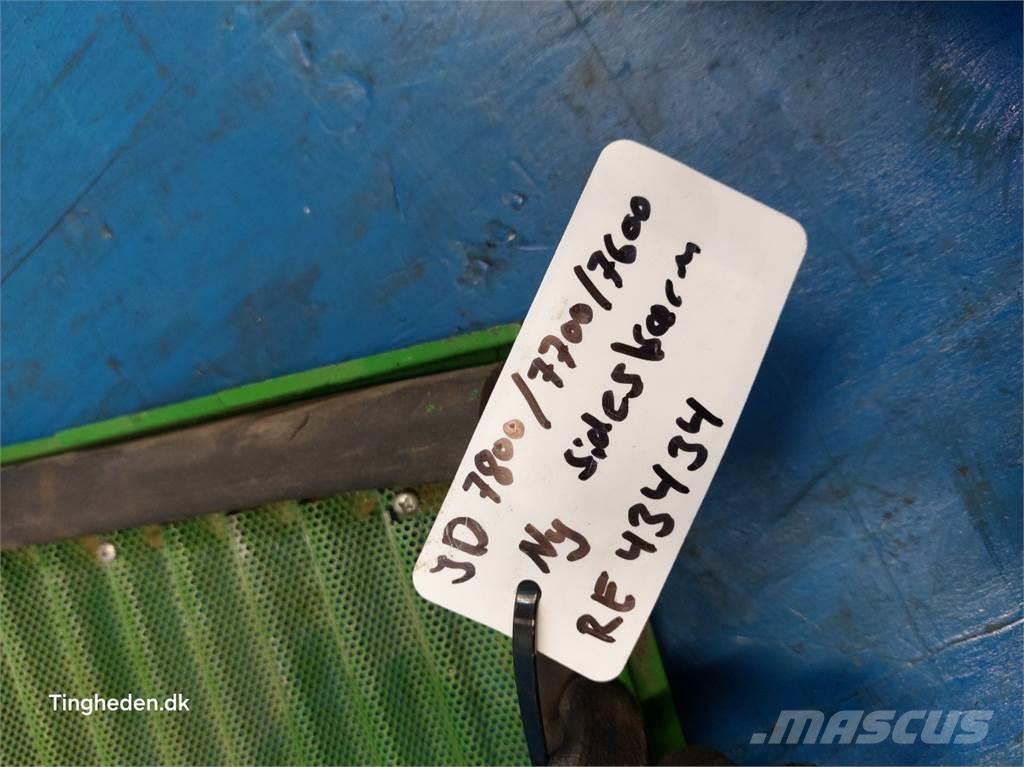 JD 7800/7700/7600
Ny sideskærm
RE 43434
Tingheden.dk
.MASCUS